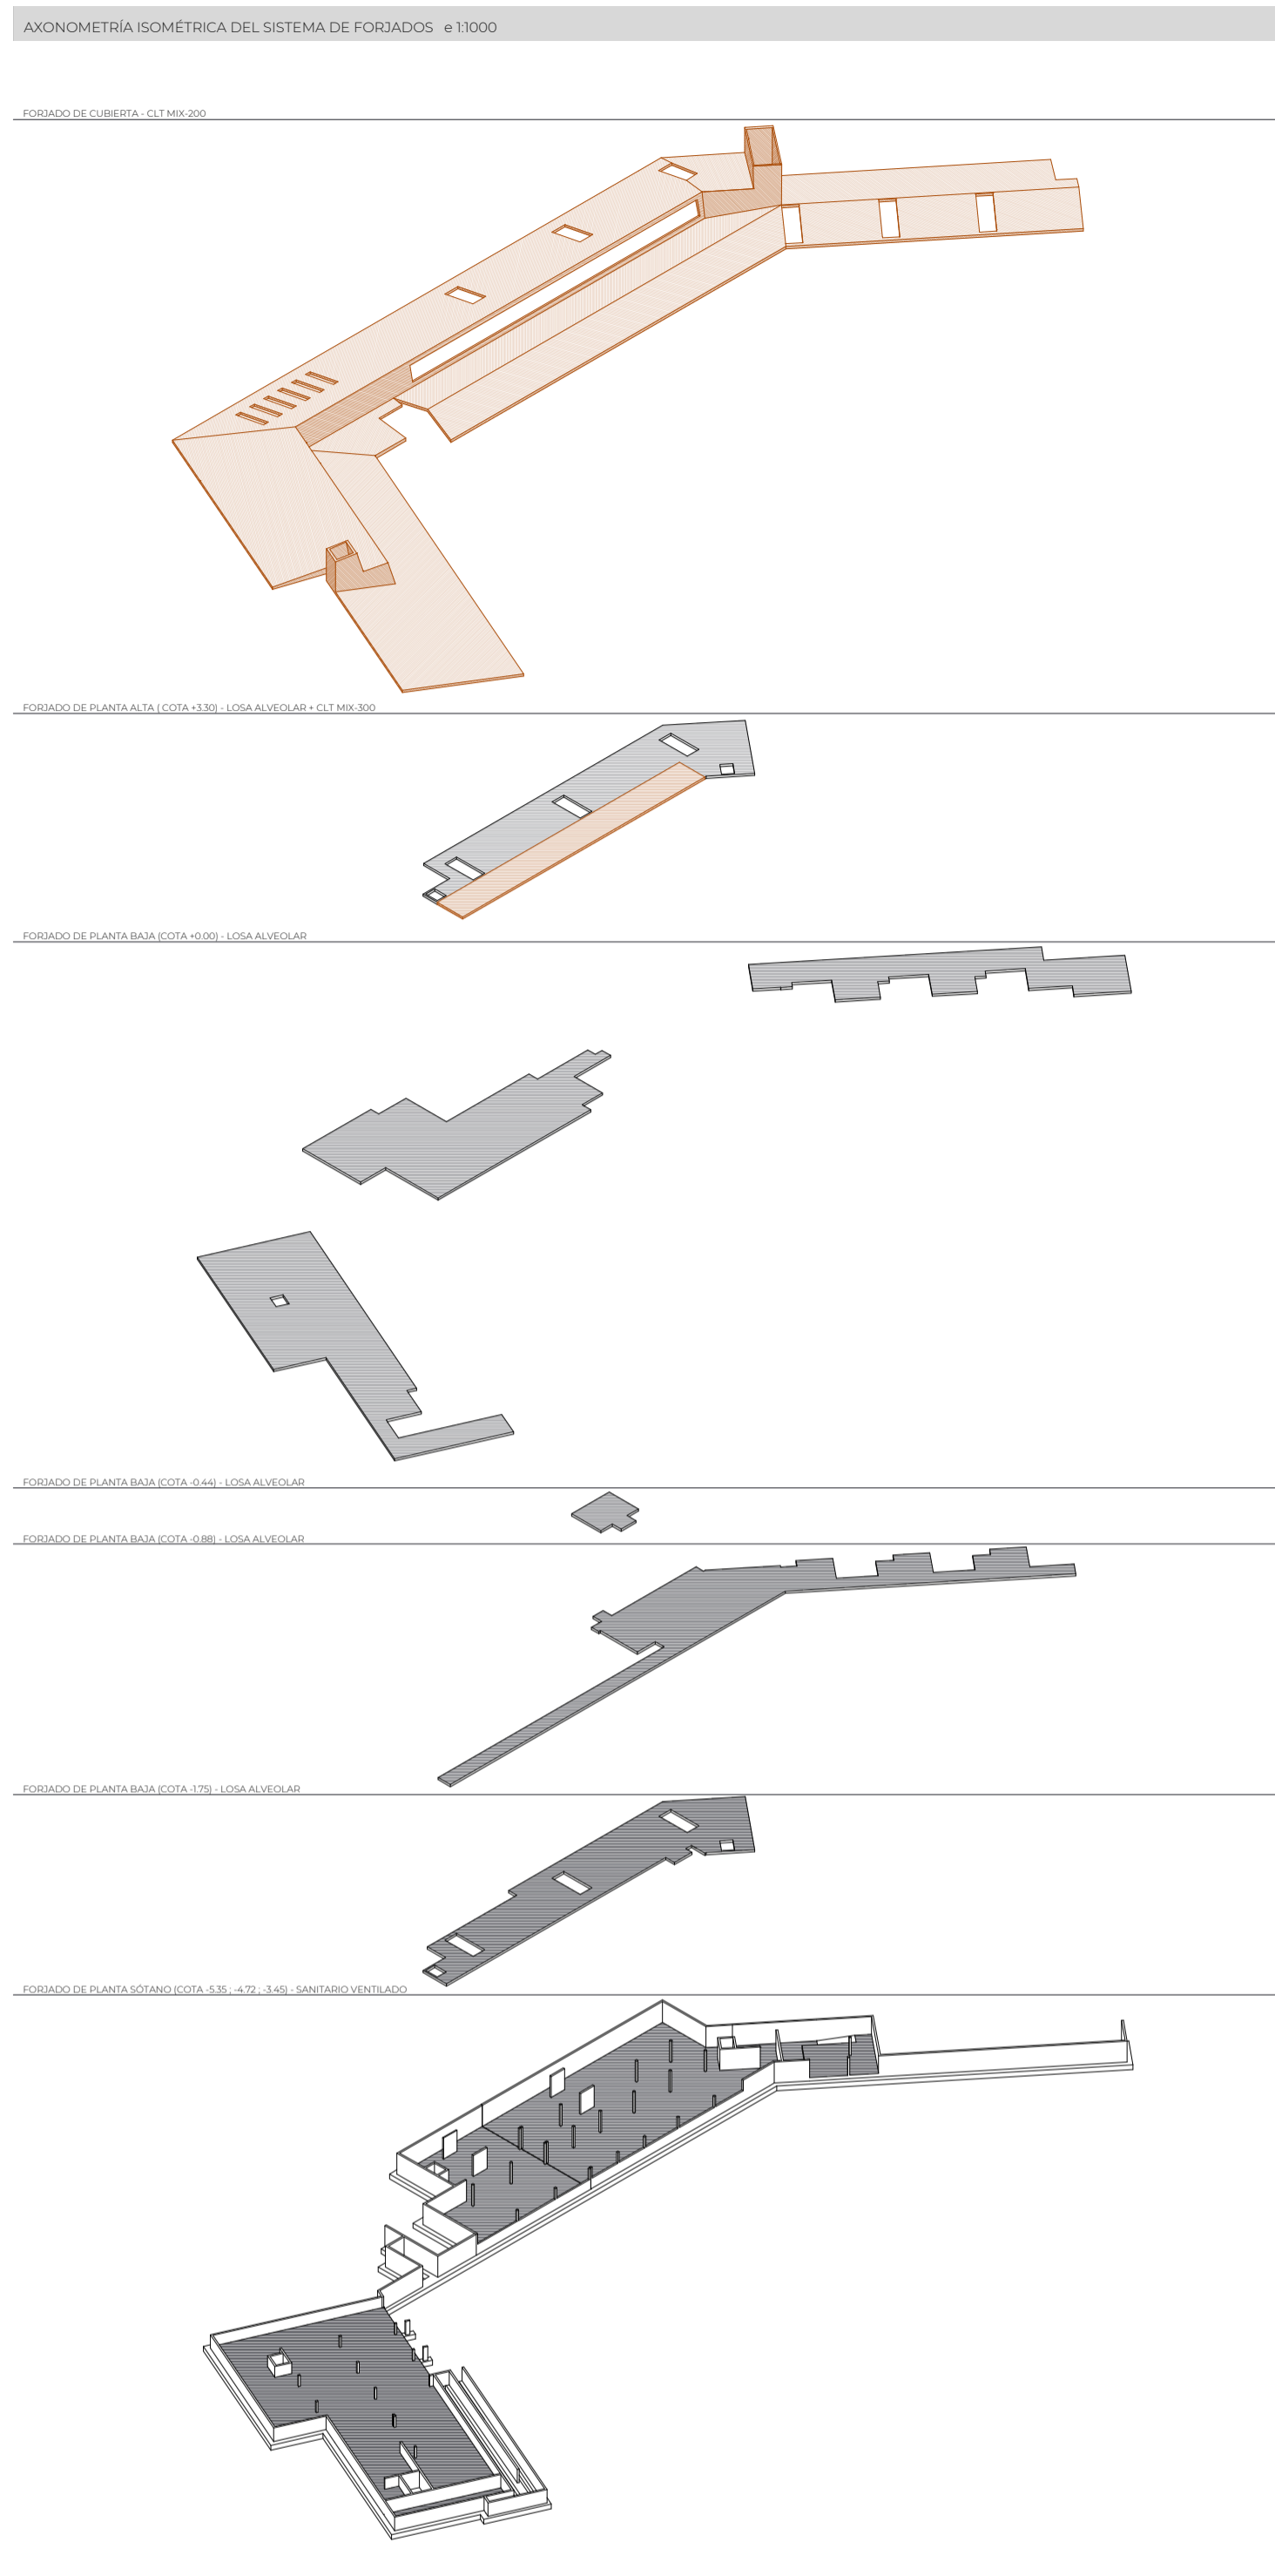 AXONOMETRÍA ISOMÉTRICA DEL SISTEMA DE FORJADOS e 1:1000
FORJADO DE CUBIERTA - CLT MIX-200
FORJADO DE PLANTA ALTA ( COTA +3.30) - LOSA ALVEOLAR + CLT MIX-300
FORJADO DE PLANTA BAJA (COTA +0.00) - LOSA ALVEOLAR
FORJADO DE PLANTA BAJA (COTA -0.44) - LOSA ALVEOLAR
FORJADO DE PLANTA BAJA (COTA -0.88) - LOSA ALVEOLAR
FORJADO DE PLANTA BAJA (COTA -1.75) - LOSA ALVEOLAR
FORJADO DE PLANTA SÓTANO (COTA -5.35 ; -4.72 ; -3.45) - SANITARIO VENTILADO